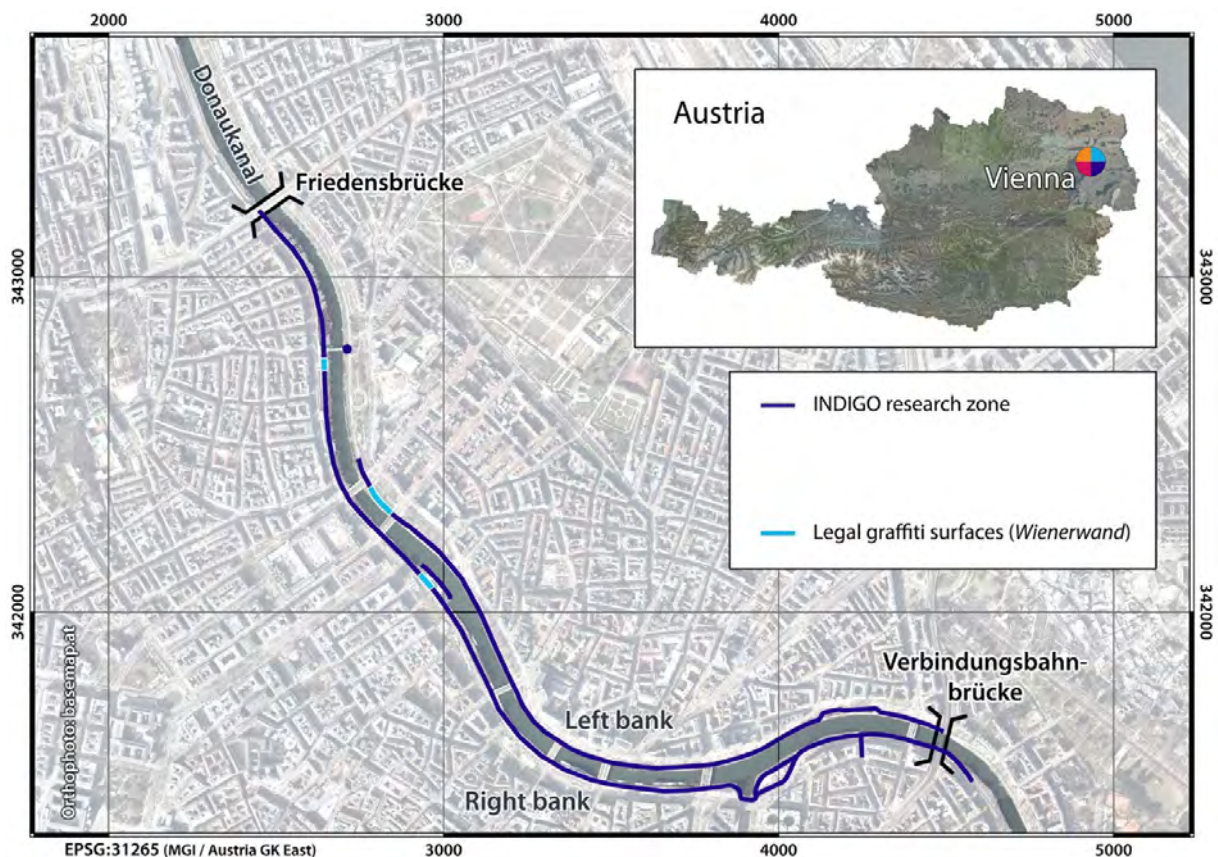 2000 3000 4000 5000
Donaukanal
Friedensbrücke
Austria
Vienna
343000 343000
INDIGO research zone
Legal graffiti surfaces (Wienerwand)
342000 342000
Verbindungsbahn-
brücke
Left bank
Right bank
Orthophoto: basemap.at
EPSG:31265 (MGI / Austria GK East) 3000 4000 5000